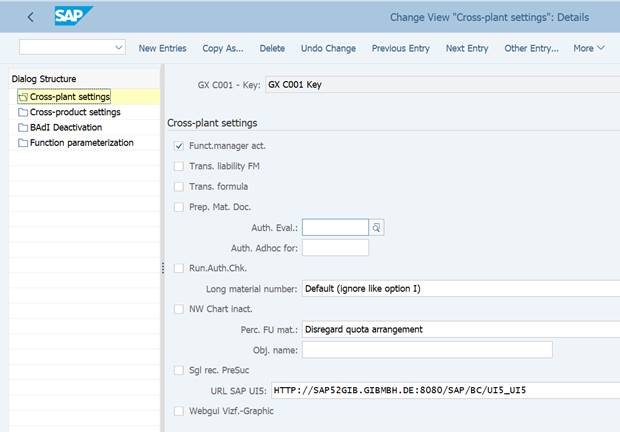 SAP
Change View "Cross-plant settings": Details
New Entries Copy As... Delete Undo Change Previous Entry Next Entry Other Entry... More
Dialog Structure
Cross-plant settings
Cross-product settings
BAdI Deactivation
Function parameterization
GX C001 - Key: GX C001 Key
Cross-plant settings
Funct.manager act.
Trans. liability FM
Trans. formula
Prep. Mat. Doc.
Auth. Eval.:
Auth. Adhoc for:
Run.Auth.Chk.
Long material number: Default (ignore like option I)
NW Chart inact.
Perc. FU mat.: Disregard quota arrangement
Obj. name:
Sgl rec. PreSuc
URL SAP UI5: HTTP://SAP52GIB.GIBMBH.DE:8080/SAP/BC/UI5_UI5
Webgui Vizf.-Graphic